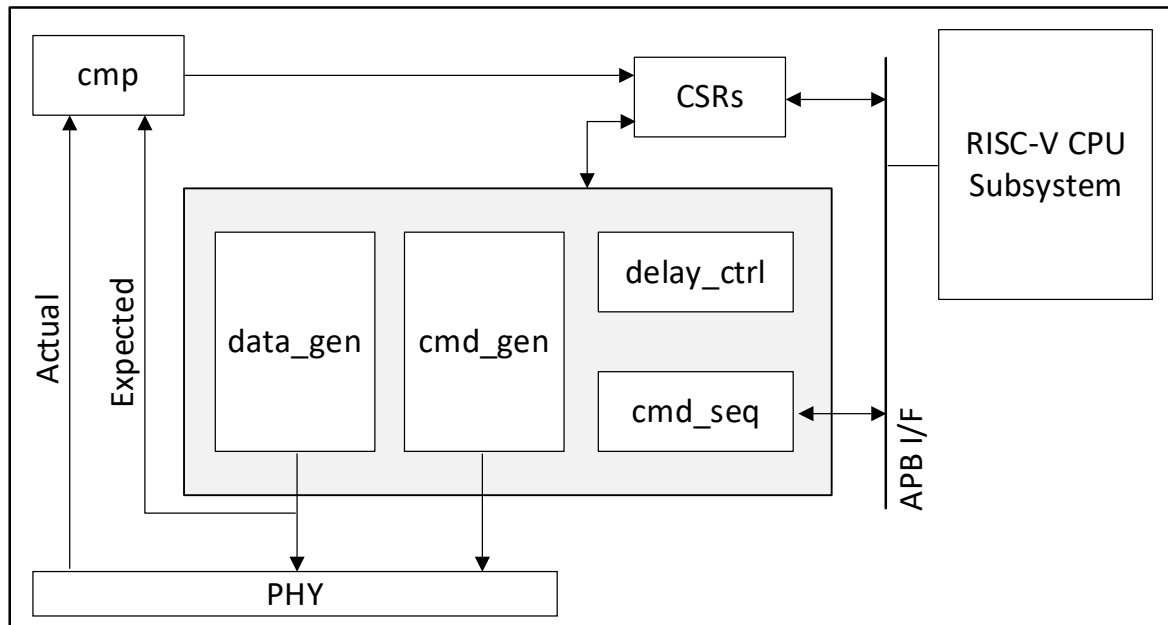 cmp
CSRs
RISC-V CPU
Subsystem
Actual
Expected
data_gen
cmd_gen
delay_ctrl
cmd_seq
APB I/F
PHY